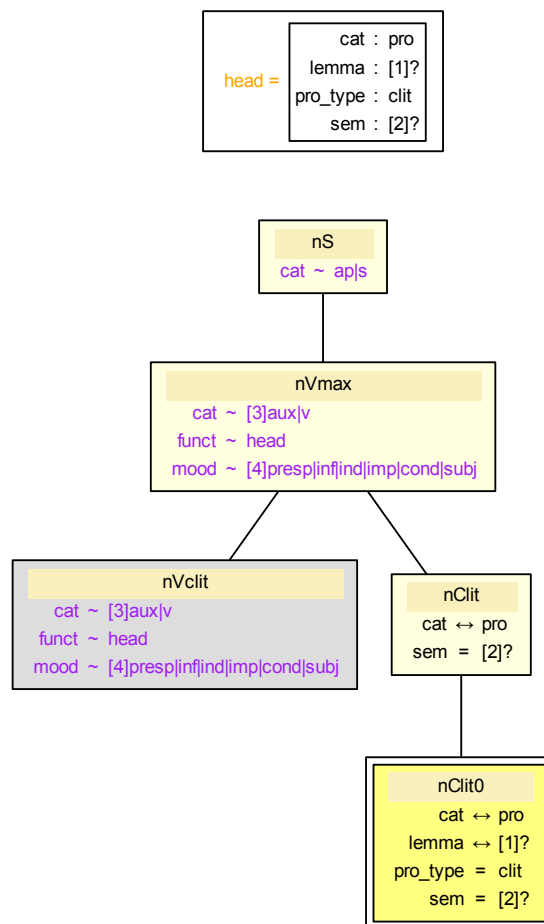 head =
cat : pro
lemma : [1]?
pro_type : clit
sem : [2]?
nS
cat ~ ap|s
nVmax
cat ~ [3]aux|v
funct ~ head
mood ~ [4]presp|inf|ind|imp|cond|subj
nVclit
cat ~ [3]aux|v
funct ~ head
mood ~ [4]presp|inf|ind|imp|cond|subj
nClit
cat ↔ pro
sem = [2]?
nClit0
cat ↔ pro
lemma ↔ [1]?
pro_type = clit
sem = [2]?